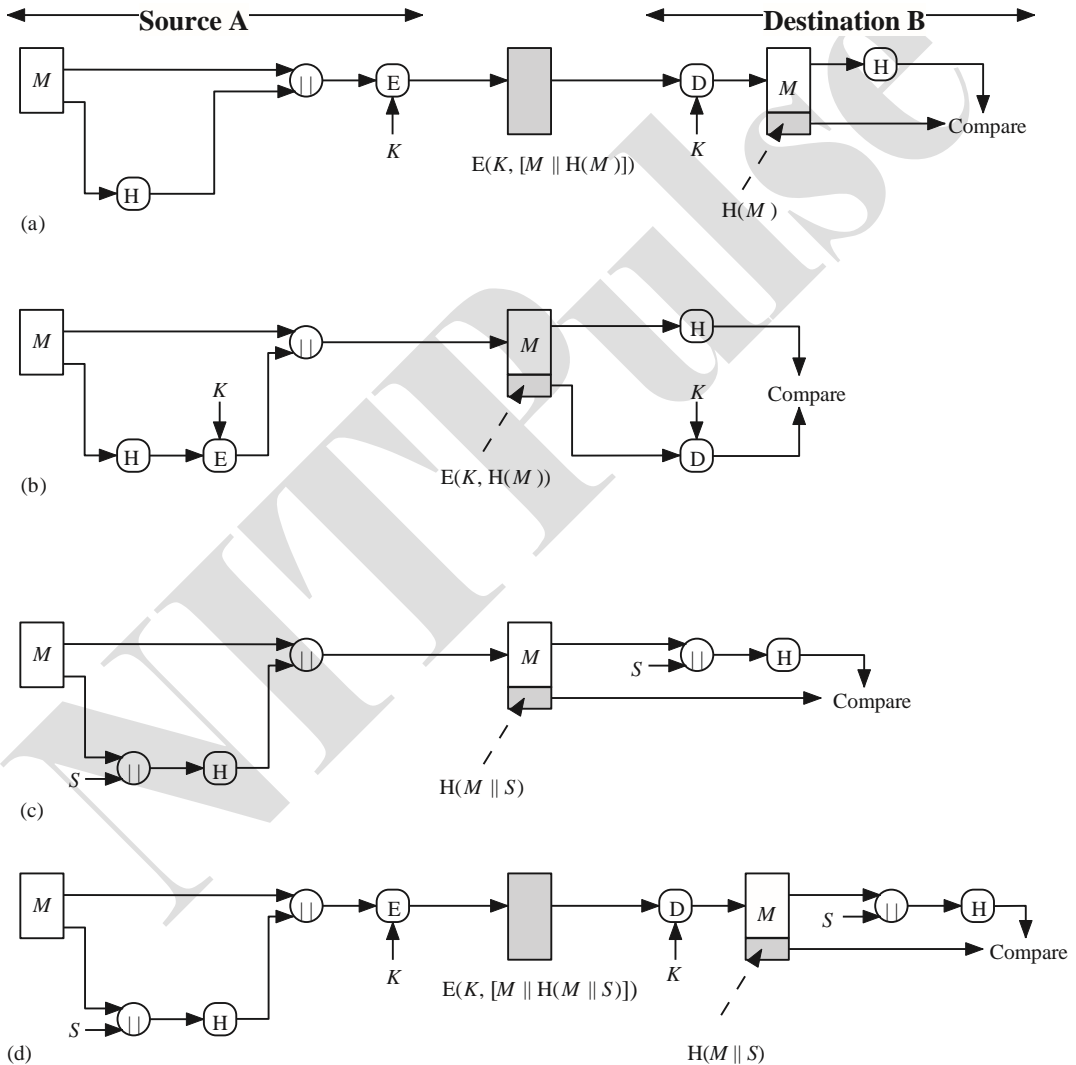 Source A
Destination B
M
||
E
K
H
E(K, [M || H(M)])
D
K
M
H
Compare
H(M)
(a)
M
||
K
H
E
M
E(K, H(M))
H
K
D
Compare
(b)
M
||
S
||
H
M
H(M || S)
S
||
H
Compare
(c)
M
||
E
K
S
||
H
E(K, [M || H(M || S)])
D
K
M
S
||
H
Compare
H(M || S)
(d)
NTPulse